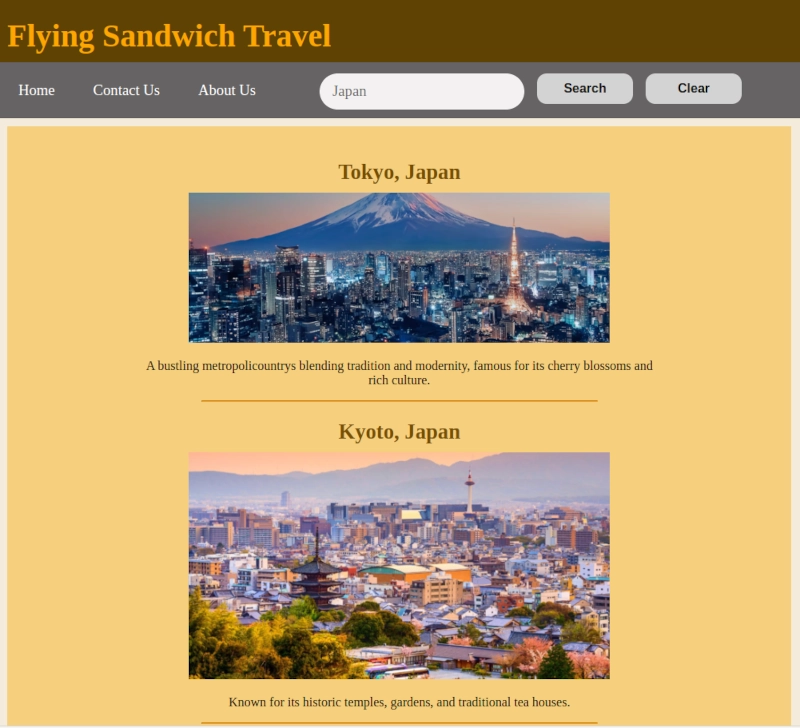 Flying Sandwich Travel
Home Contact Us About Us Japan Search Clear
Tokyo, Japan
A bustling metropolicountrys blending tradition and modernity, famous for its cherry blossoms and
rich culture.
Kyoto, Japan
Known for its historic temples, gardens, and traditional tea houses.